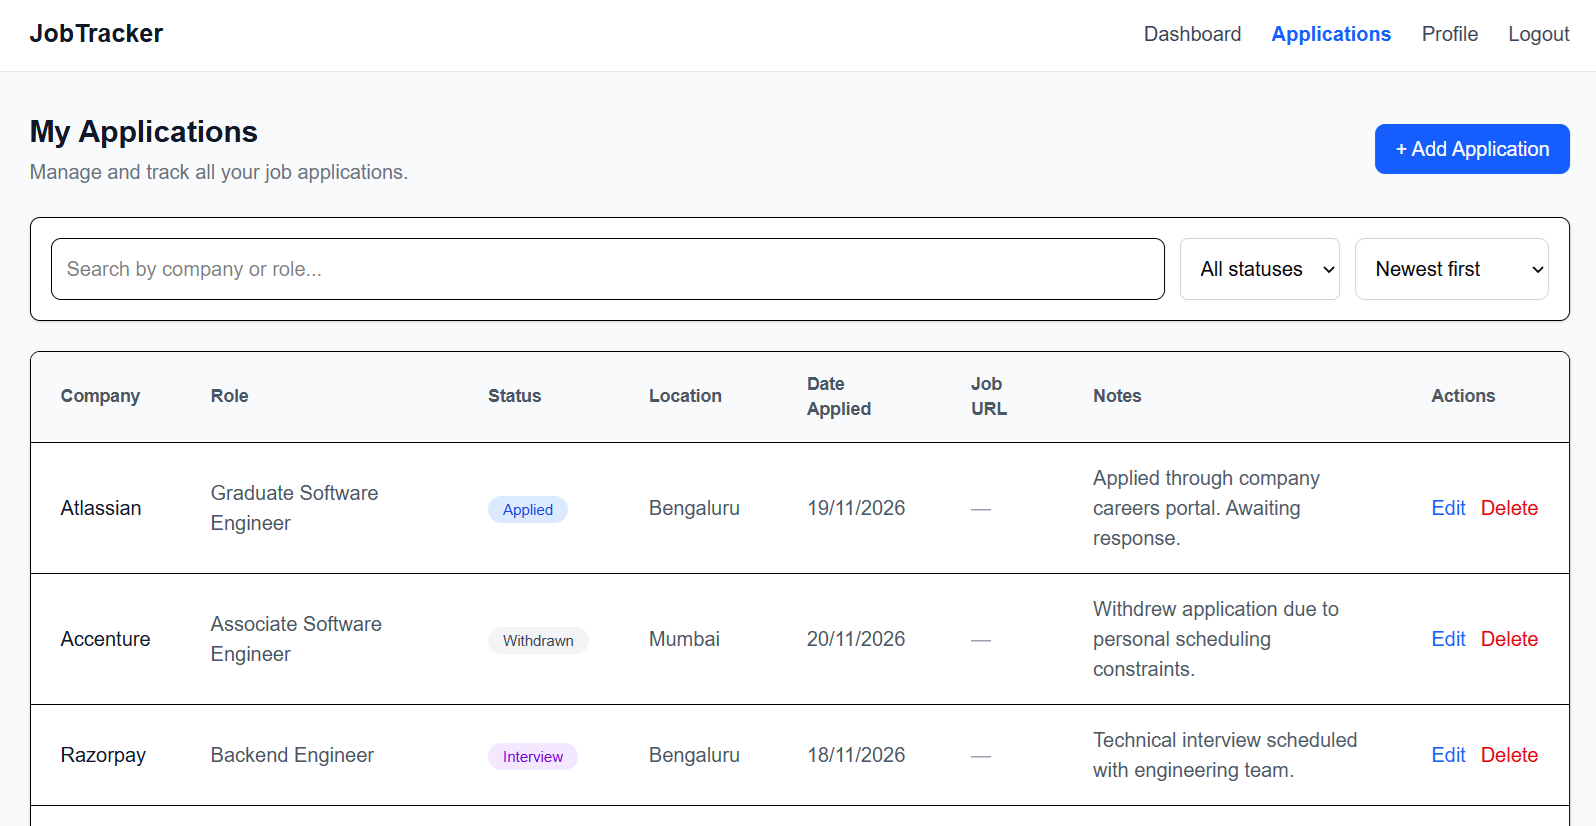 JobTracker
Dashboard Applications Profile Logout
My Applications
Manage and track all your job applications.
+ Add Application
Search by company or role...
All statuses
Newest first
Company Role Status Location Date Applied Job URL Notes Actions
Atlassian
Graduate Software
Engineer
Applied
Bengaluru
19/11/2026
—
Applied through company
careers portal. Awaiting
response.
Edit Delete
Accenture
Associate Software
Engineer
Withdrawn
Mumbai
20/11/2026
—
Withdrew application due to
personal scheduling
constraints.
Edit Delete
Razorpay
Backend Engineer
Interview
Bengaluru
18/11/2026
—
Technical interview scheduled
with engineering team.
Edit Delete